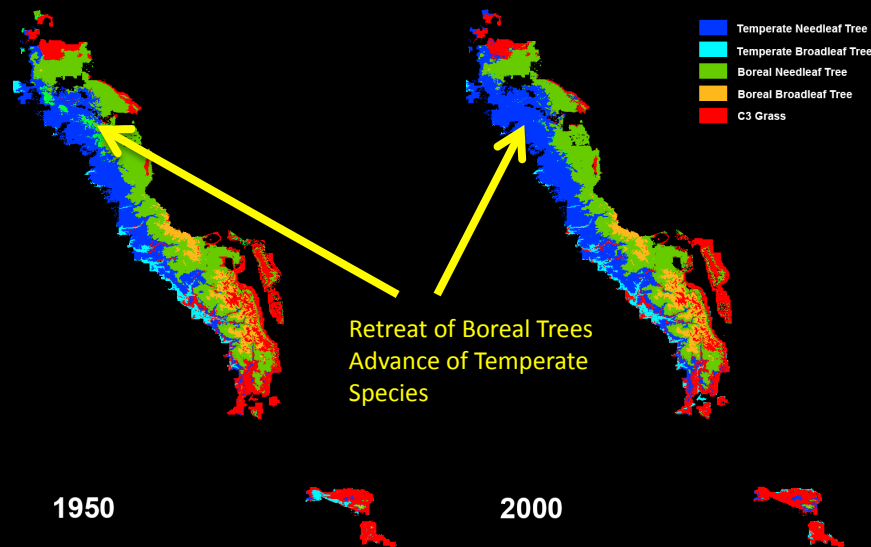 Temperate Needleaf Tree
Temperate Broadleaf Tree
Boreal Needleaf Tree
Boreal Broadleaf Tree
C3 Grass
Retreat of Boreal Trees
Advance of Temperate
Species
1950
2000